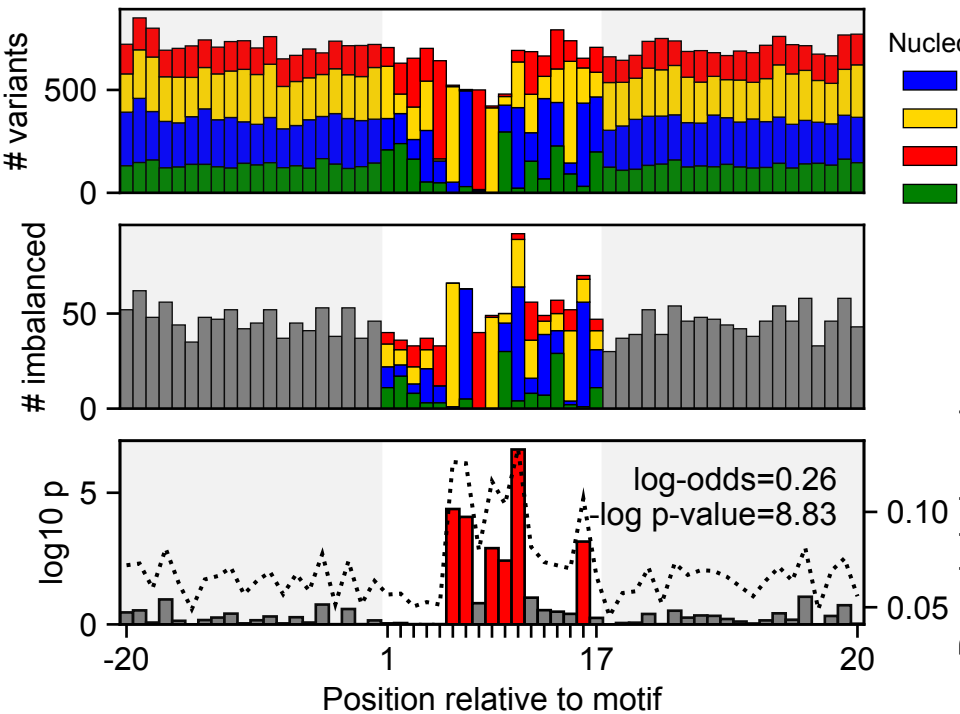 # variants
500
0
Nucleo
# imbalanced
50
0
log10 p
5
0
log-odds=0.26
-log p-value=8.83
0.10
0.05
-20
1
17
20
Position relative to motif